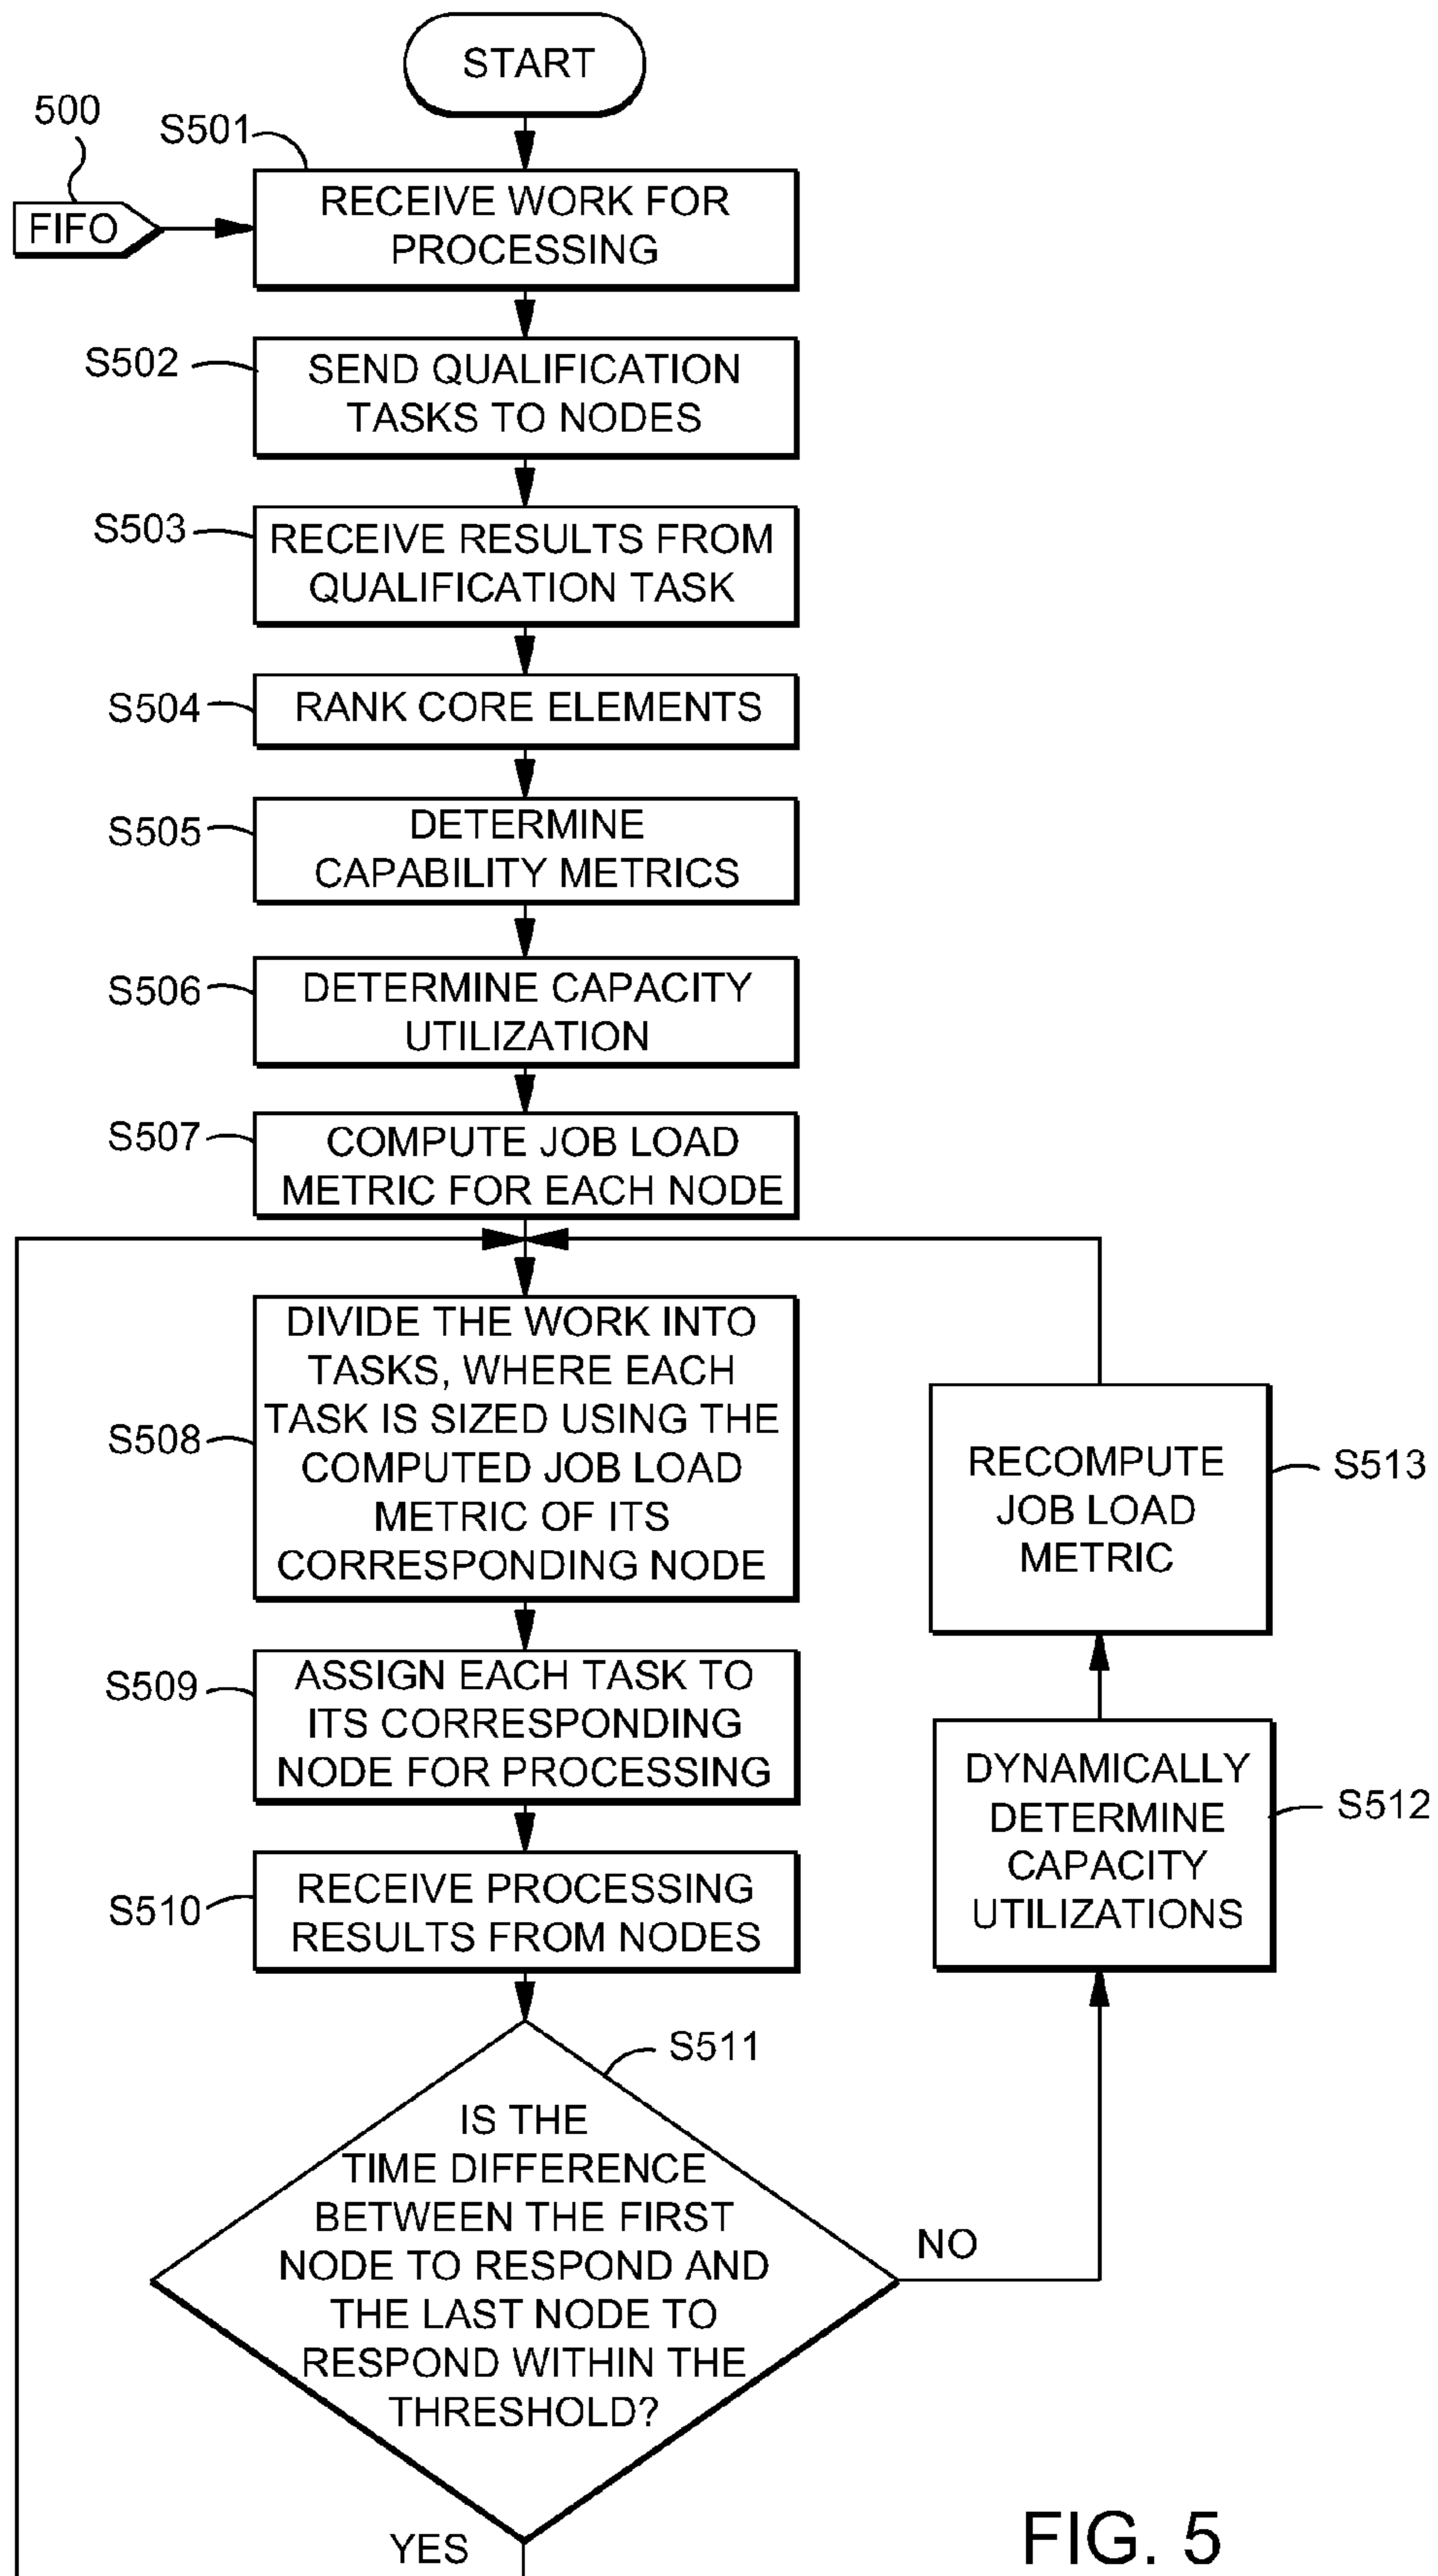 START
500
S501
FIFO
RECEIVE WORK FOR
PROCESSING
S502
SEND QUALIFICATION
TASKS TO NODES
S503
RECEIVE RESULTS FROM
QUALIFICATION TASK
S504
RANK CORE ELEMENTS
S505
DETERMINE
CAPABILITY METRICS
S506
DETERMINE CAPACITY
UTILIZATION
S507
COMPUTE JOB LOAD
METRIC FOR EACH NODE
S508
DIVIDE THE WORK INTO
TASKS, WHERE EACH
TASK IS SIZED USING THE
COMPUTED JOB LOAD
METRIC OF ITS
CORRESPONDING NODE
S513
RECOMPUTE
JOB LOAD
METRIC
S509
ASSIGN EACH TASK TO
ITS CORRESPONDING
NODE FOR PROCESSING
S512
DYNAMICALLY
DETERMINE
CAPACITY
UTILIZATIONS
S510
RECEIVE PROCESSING
RESULTS FROM NODES
S511
IS THE
TIME DIFFERENCE
BETWEEN THE FIRST
NODE TO RESPOND AND
THE LAST NODE TO
RESPOND WITHIN THE
THRESHOLD?
NO
YES
FIG. 5